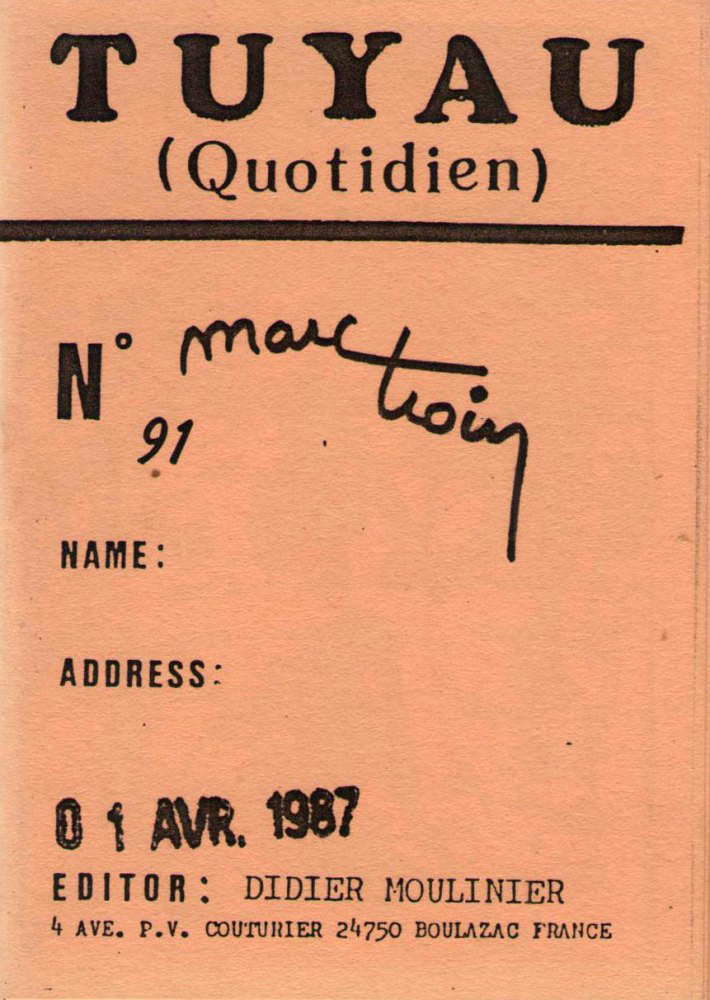 TUYAU
(Quotidien)
N° marc
91
NAME:
ADDRESS:
01 AVR. 1987
EDITOR: DIDIER MOULINIER
4 AVE. P.V. COUTURIER 24750 BOULAZAC FRANCE